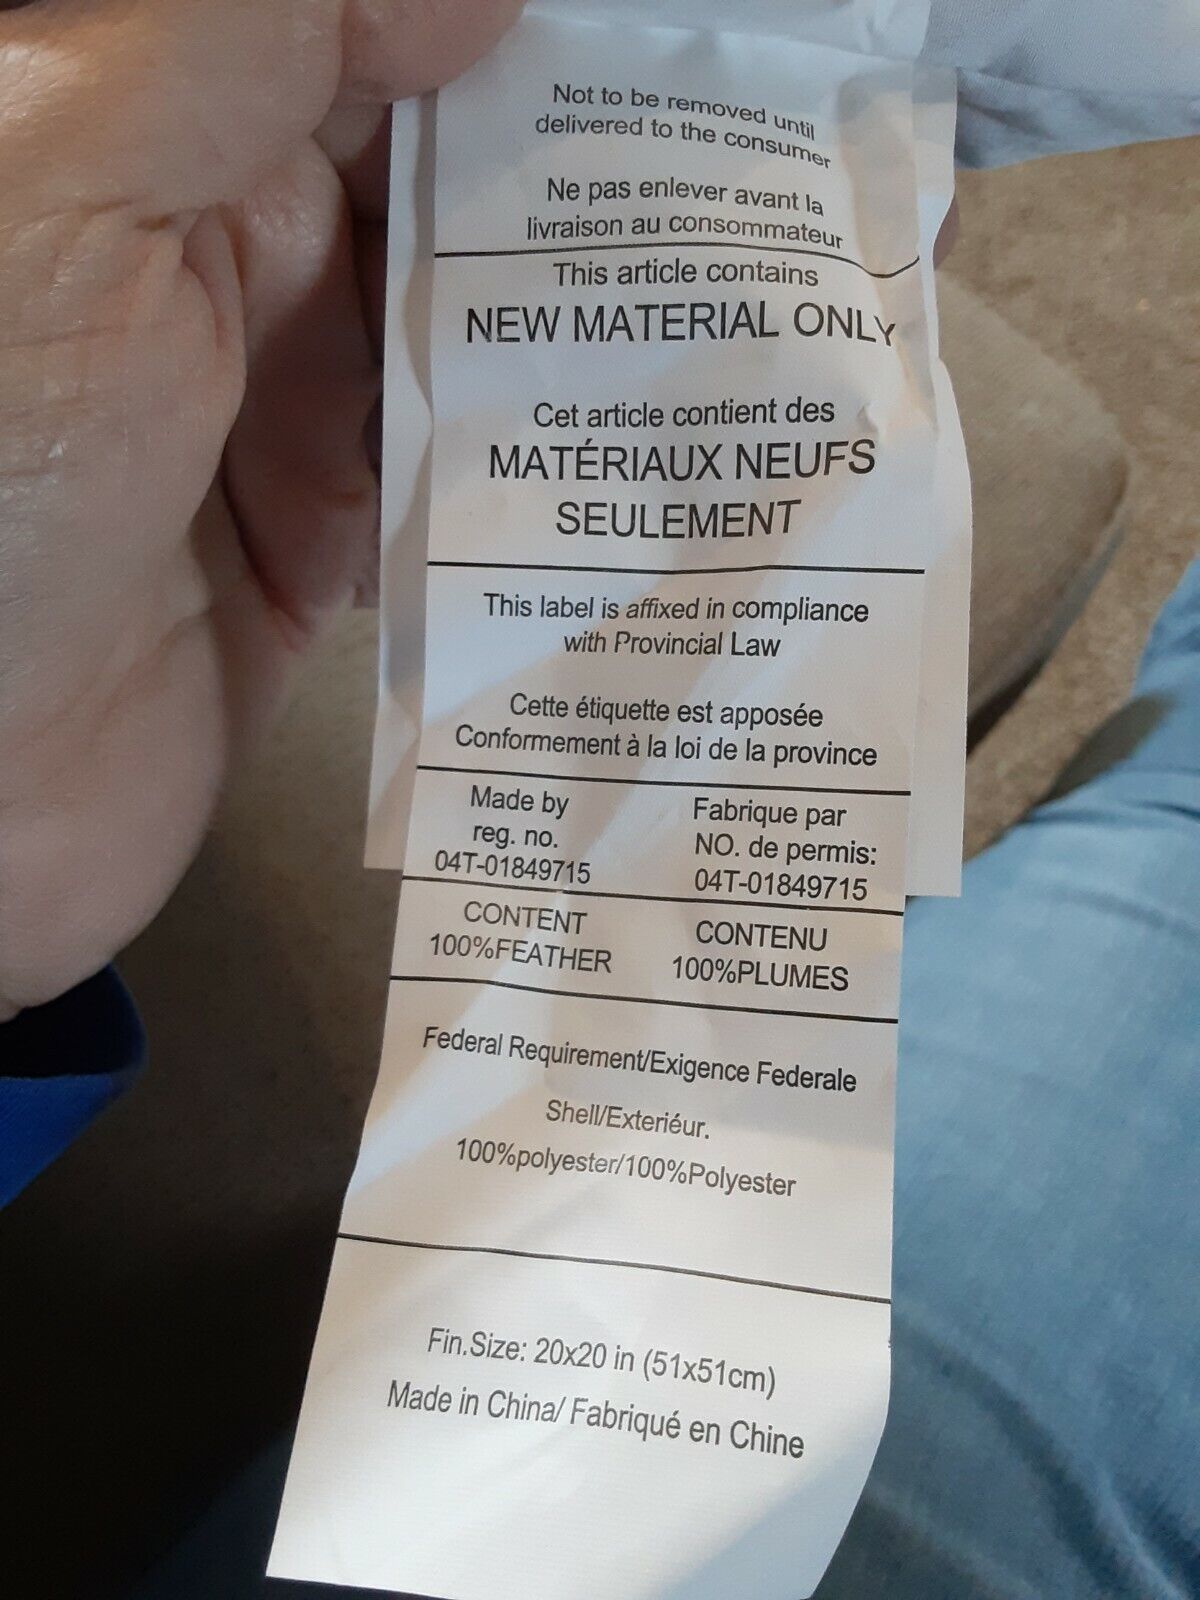 Not to be removed until
delivered to the consumer
Ne pas enlever avant la
livraison au consommateur
This article contains
NEW MATERIAL ONLY
Cet article contient des
MATÉRIAUX NEUFS
SEULEMENT
This label is affixed in compliance
with Provincial Law
Cette étiquette est apposée
Conformement à la loi de la province
Made by
reg. no.
04T-01849715
Fabrique par
NO. de permis:
04T-01849715
CONTENT
100%FEATHER
CONTENU
100%PLUMES
Federal Requirement/Exigence Federale
Shell/Exteriéur.
100%polyester/100%Polyester
Fin.Size: 20x20 in (51x51cm)
Made in China/ Fabriqué en Chine